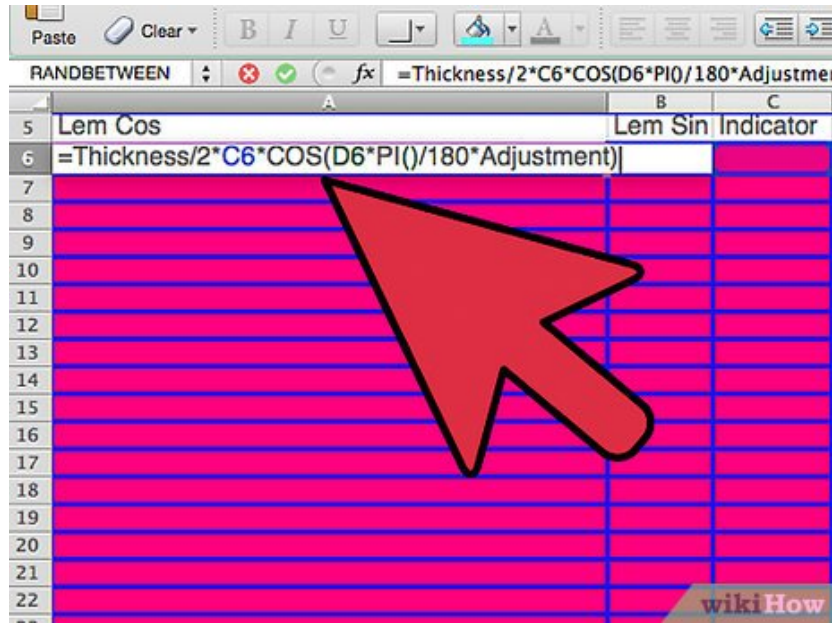 Paste Clear B I U A
RANDBETWEEN fx =Thickness/2*C6*COS(D6*PI()/180*Adjustme
A B C
5 Lem Cos Lem Sin Indicator
6 =Thickness/2*C6*COS(D6*PI()/180*Adjustment)
7
8
9
10
11
12
13
14
15
16
17
18
19
20
21
22
wikiHow